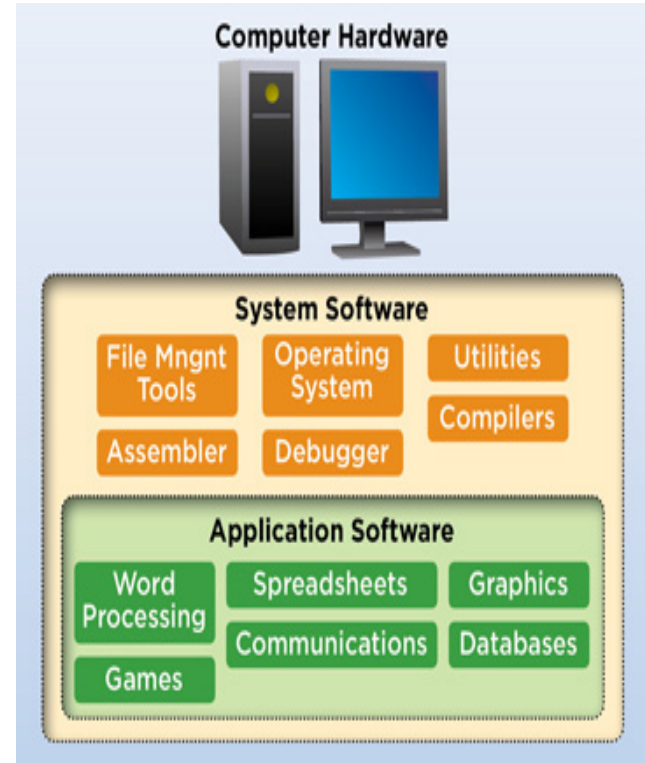 Computer Hardware
System Software
File Mngnt
Tools
Operating
System
Utilities
Compilers
Assembler
Debugger
Application Software
Word
Processing
Spreadsheets
Graphics
Communications
Databases
Games